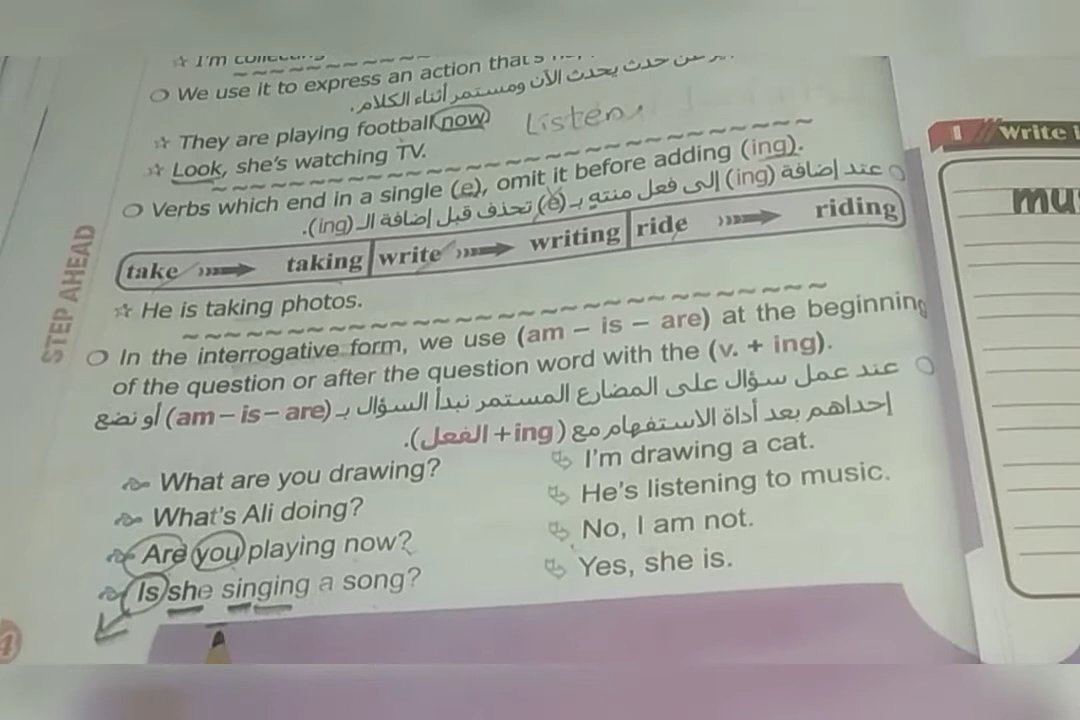 ☆ I'm
○ We use it to express an action that's
حدث يحدث الآن ومستمر أثناء الكلام.
☆ They are playing football now. Listen
☆ Look, she's watching TV.
○ Verbs which end in a single (e), omit it before adding (ing).
○ عند إضافة (ing) إلى فعل منتهٍ بـ (e) تحذف قبل إضافة الـ (ing).
take taking write writing ride riding
☆ He is taking photos.
○ In the interrogative form, we use (am – is – are) at the beginning
of the question or after the question word with the (v. + ing).
○ عند عمل سؤال على المضارع المستمر نبدأ السؤال بـ (am – is – are) أو نضع
إحداهم بعد أداة الاستفهام مع (الفعل + ing).
What are you drawing? I'm drawing a cat.
What's Ali doing? He's listening to music.
Are you playing now? No, I am not.
Is she singing a song? Yes, she is.
STEP AHEAD
4
1 Write
mu